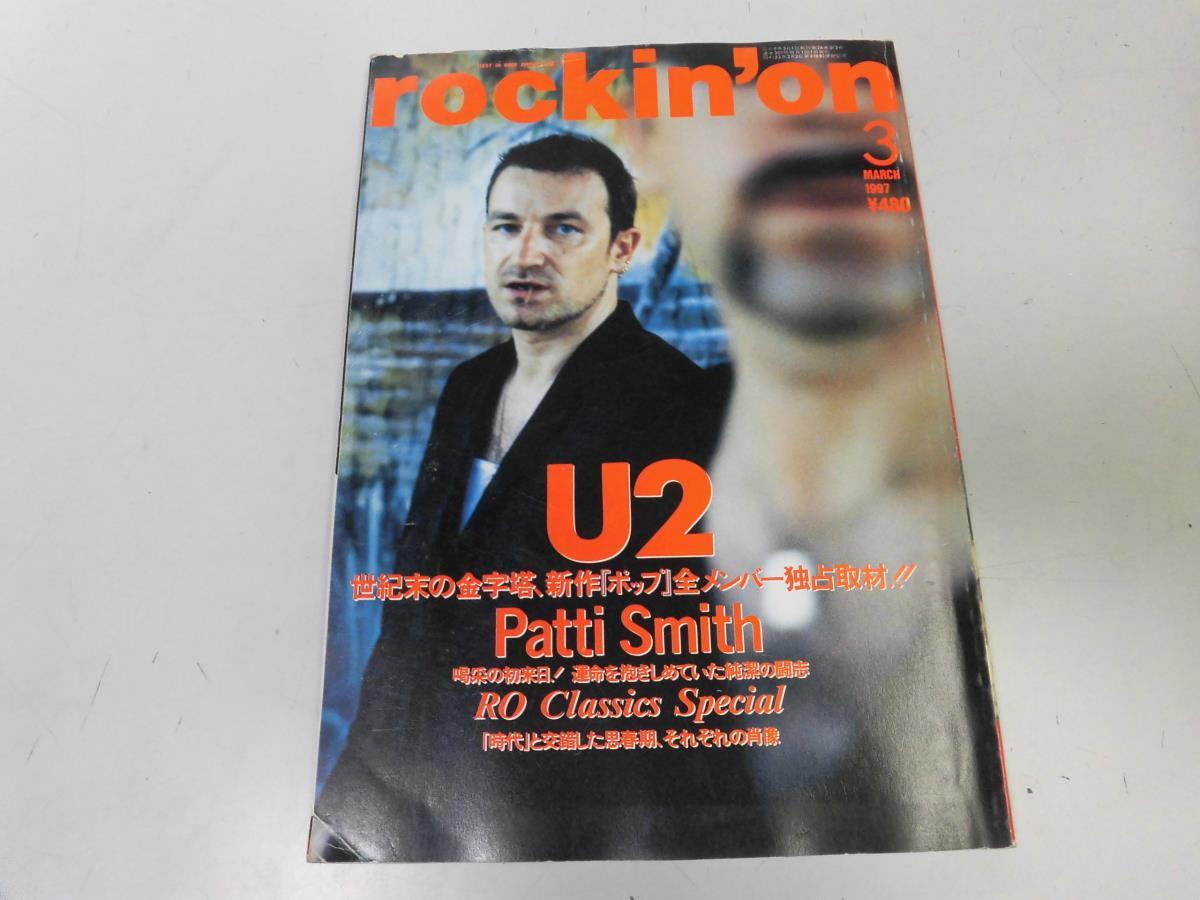 rockin'on
3
MARCH
1997
¥480
U2
世紀末の金字塔、新作『ポップ』全メンバー独占取材!!
Patti Smith
喝采の初来日! 運命を抱きしめていた純潔の闘志
RO Classics Special
「時代」と交錯した思春期、それぞれの肖像